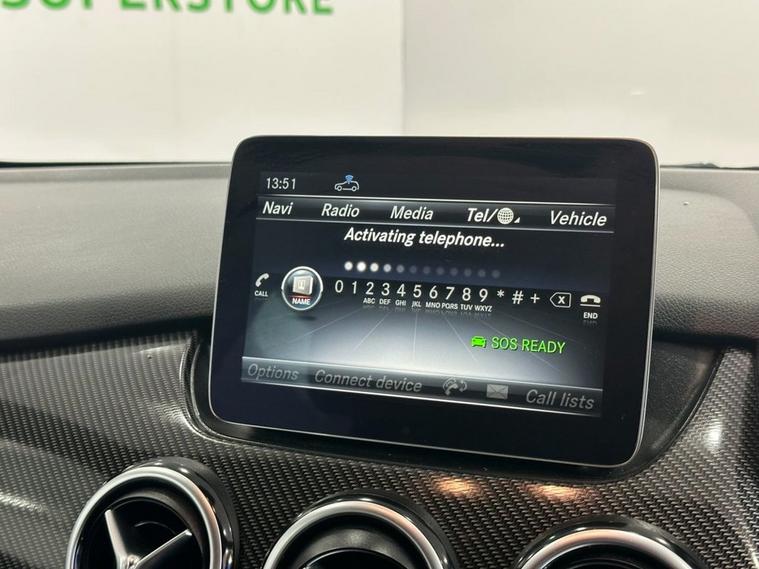 SUPERSTORE
13:51
Navi Radio Media Tel/ Vehicle
Activating telephone...
CALL NAME 0 1 2 3 4 5 6 7 8 9 * # + END
ABC DEF GHI JKL MNO PQRS TUV WXYZ
SOS READY
Options Connect device Call lists